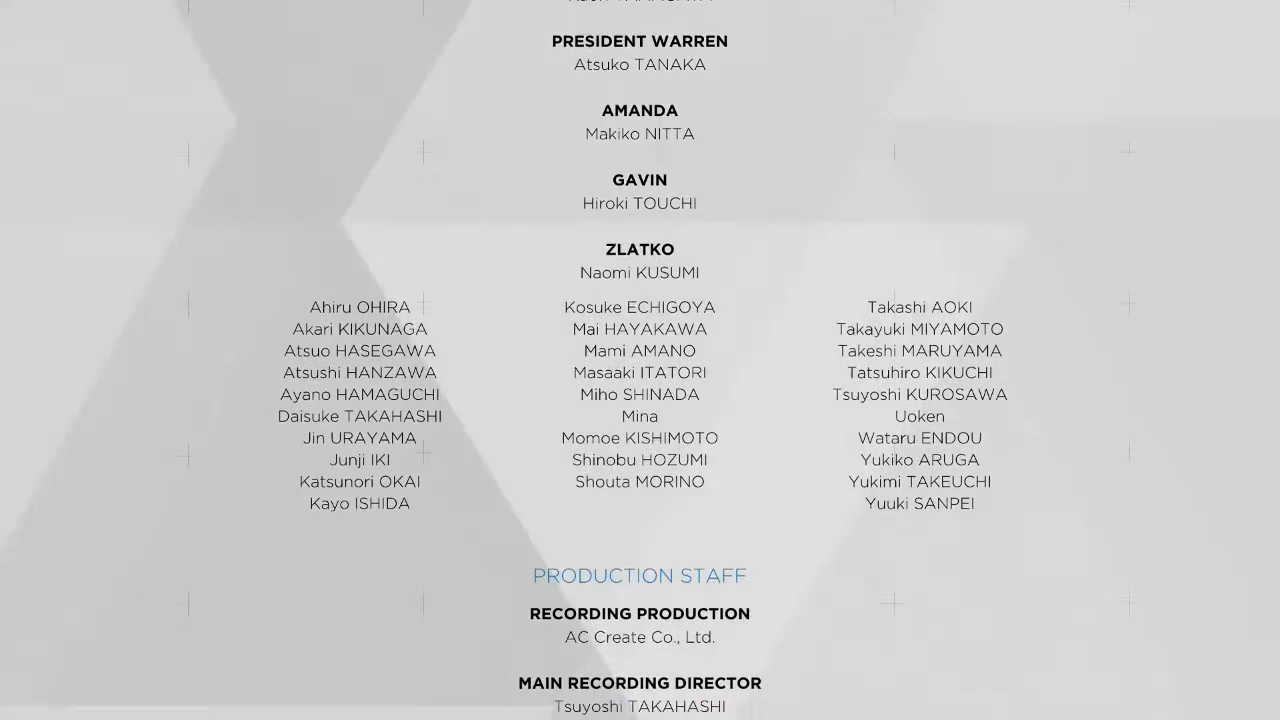 PRESIDENT WARREN
Atsuko TANAKA
AMANDA
Makiko NITTA
GAVIN
Hiroki TOUCHI
ZLATKO
Naomi KUSUMI
Ahiru OHIRA
Akari KIKUNAGA
Atsuo HASEGAWA
Atsushi HANZAWA
Ayano HAMAGUCHI
Daisuke TAKAHASHI
Jin URAYAMA
Junji IKI
Katsunori OKAI
Kayo ISHIDA
Kosuke ECHIGOYA
Mai HAYAKAWA
Mami AMANO
Masaaki ITATORI
Miho SHINADA
Mina
Momoe KISHIMOTO
Shinobu HOZUMI
Shouta MORINO
Takashi AOKI
Takayuki MIYAMOTO
Takeshi MARUYAMA
Tatsuhiro KIKUCHI
Tsuyoshi KUROSAWA
Uoken
Wataru ENDOU
Yukiko ARUGA
Yukimi TAKEUCHI
Yuuki SANPEI
PRODUCTION STAFF
RECORDING PRODUCTION
AC Create Co., Ltd.
MAIN RECORDING DIRECTOR
Tsuyoshi TAKAHASHI